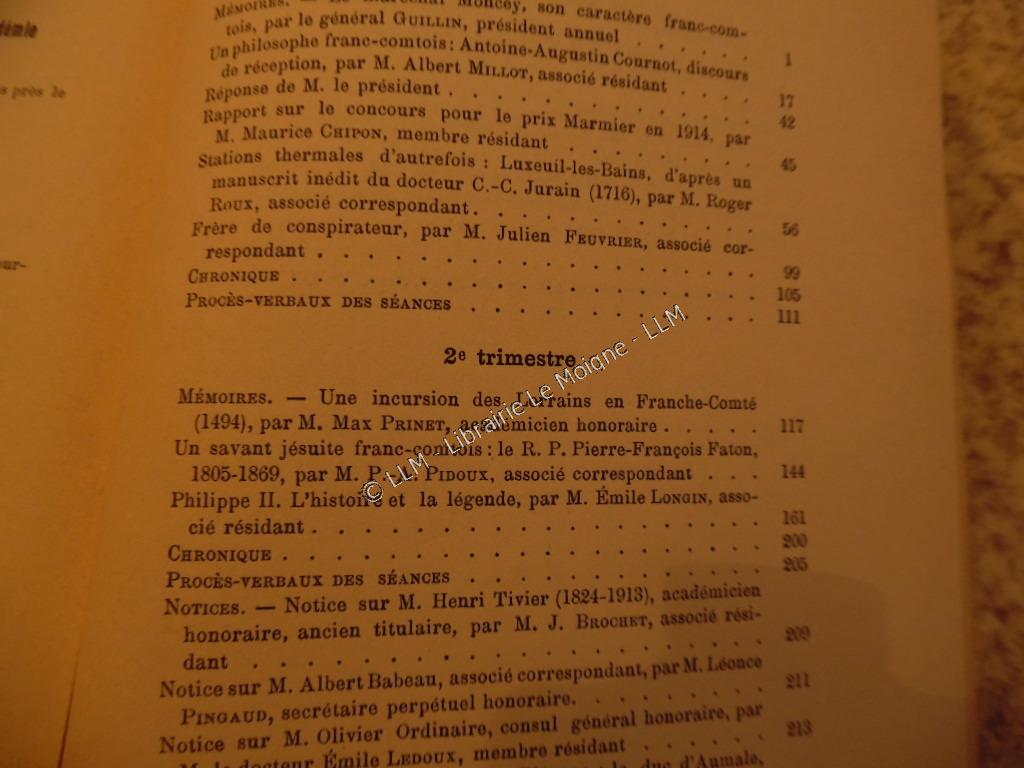 démie
s près le
our-
MÉMOIRES. — Le maréchal Moncey, son caractère franc-com-
tois, par le général GUILLIN, président annuel . . . . . . 1
Un philosophe franc-comtois : Antoine-Augustin Cournot, discours
de réception, par M. Albert MILLOT, associé résidant . . . . 17
Réponse de M. le président . . . . . . . . . . . . 42
Rapport sur le concours pour le prix Marmier en 1914, par
M. Maurice CHIPON, membre résidant . . . . . . . . 45
Stations thermales d'autrefois : Luxeuil-les-Bains, d'après un
manuscrit inédit du docteur C.-C. Jurain (1716), par M. Roger
ROUX, associé correspondant . . . . . . . . . . . 56
Frère de conspirateur, par M. Julien FEUVRIER, associé cor-
respondant . . . . . . . . . . . . . . . . . . 99
CHRONIQUE . . . . . . . . . . . . . . . . . . . 105
PROCÈS-VERBAUX DES SÉANCES . . . . . . . . . . . . 111
2e trimestre
MÉMOIRES. — Une incursion des Lorrains en Franche-Comté
(1494), par M. Max PRINET, académicien honoraire . . . . . 117
Un savant jésuite franc-comtois : le R. P. Pierre-François Faton,
1805-1869, par M. P. PIDOUX, associé correspondant . . . 144
Philippe II. L'histoire et la légende, par M. Émile LONGIN, asso-
cié résidant . . . . . . . . . . . . . . . . . . 161
CHRONIQUE . . . . . . . . . . . . . . . . . . . 200
PROCÈS-VERBAUX DES SÉANCES . . . . . . . . . . . . 205
NOTICES. — Notice sur M. Henri Tivier (1824-1913), académicien
honoraire, ancien titulaire, par M. J. BROCHET, associé rési-
dant . . . . . . . . . . . . . . . . . . . . 209
Notice sur M. Albert Babeau, associé correspondant, par M. Léonce
PINGAUD, secrétaire perpétuel honoraire . . . . . . . . 211
Notice sur M. Olivier Ordinaire, consul général honoraire, par
M. le docteur Émile LEDOUX, membre résidant . . . . . . 213
le duc d'Aumale,
© LLM - Librairie Le Moigne - LLM